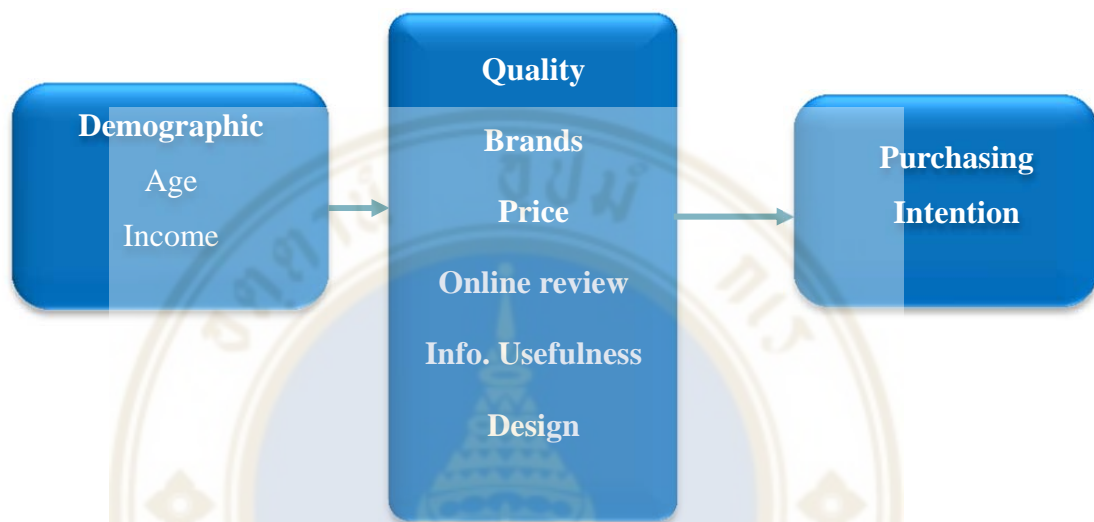 Demographic
Age
Income
Quality
Brands
Price
Online review
Info. Usefulness
Design
Purchasing
Intention